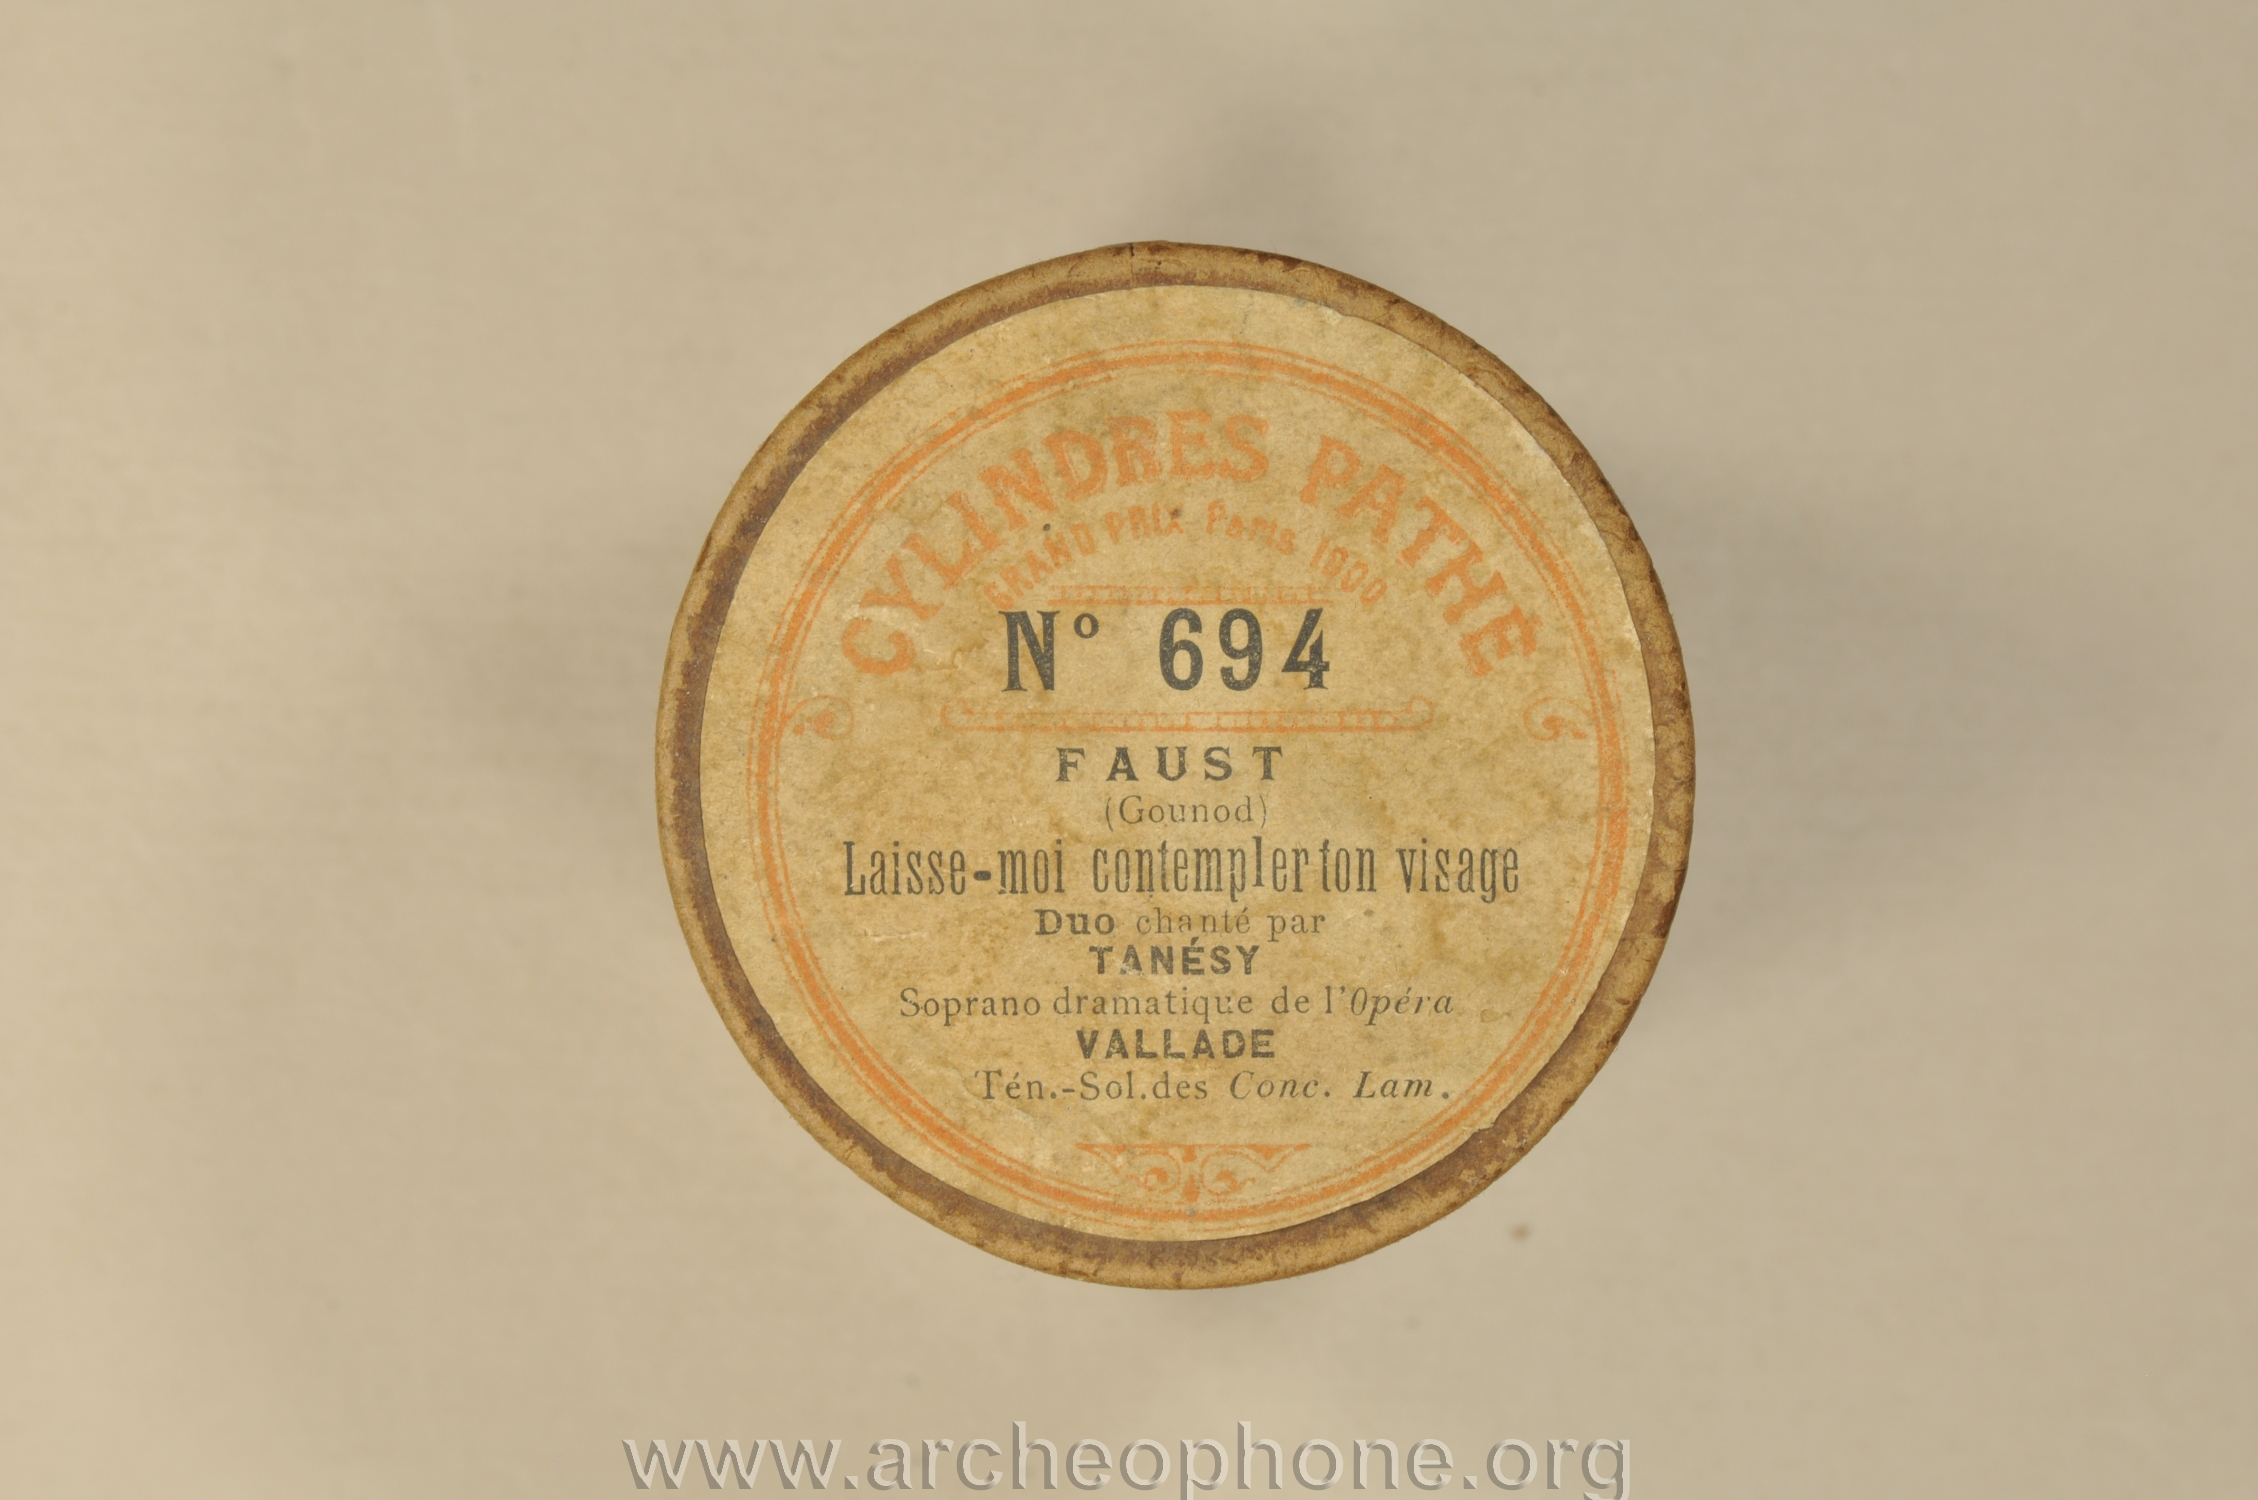 CYLINDRES PATHÉ
GRAND PRIX Paris 1900
Nº 694
FAUST
(Gounod)
Laisse-moi contempler ton visage
Duo chanté par
TANÉSY
Soprano dramatique de l'Opéra
VALLADE
Tén.-Sol. des Conc. Lam.
www.archeophone.org